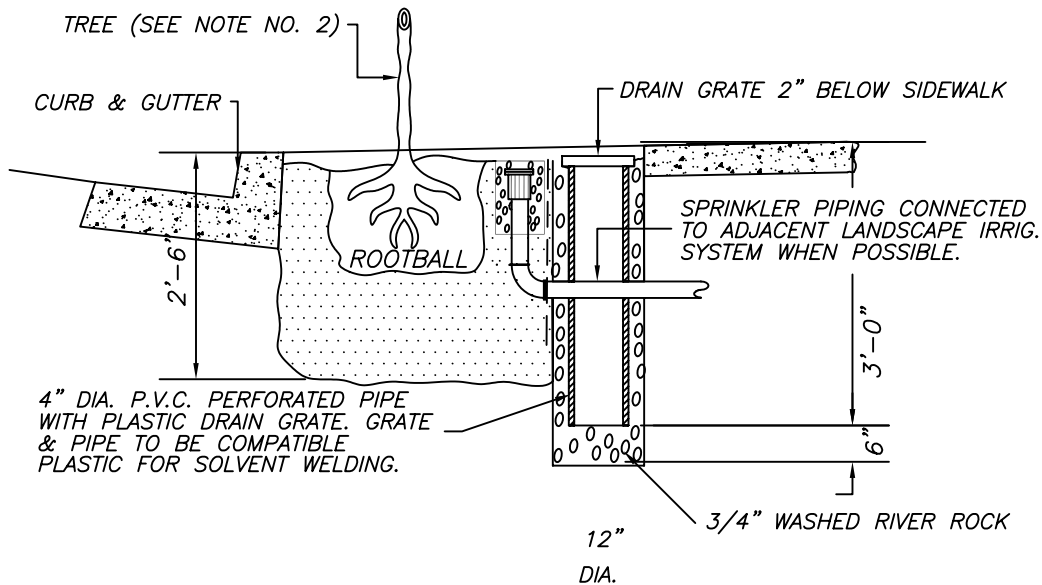 TREE (SEE NOTE NO. 2)
DRAIN GRATE 2" BELOW SIDEWALK
CURB & GUTTER
SPRINKLER PIPING CONNECTED
TO ADJACENT LANDSCAPE IRRIG.
SYSTEM WHEN POSSIBLE.
ROOTBALL
2'-6"
3'-0"
4" DIA. P.V.C. PERFORATED PIPE
WITH PLASTIC DRAIN GRATE. GRATE
& PIPE TO BE COMPATIBLE
PLASTIC FOR SOLVENT WELDING.
6"
3/4" WASHED RIVER ROCK
12"
DIA.